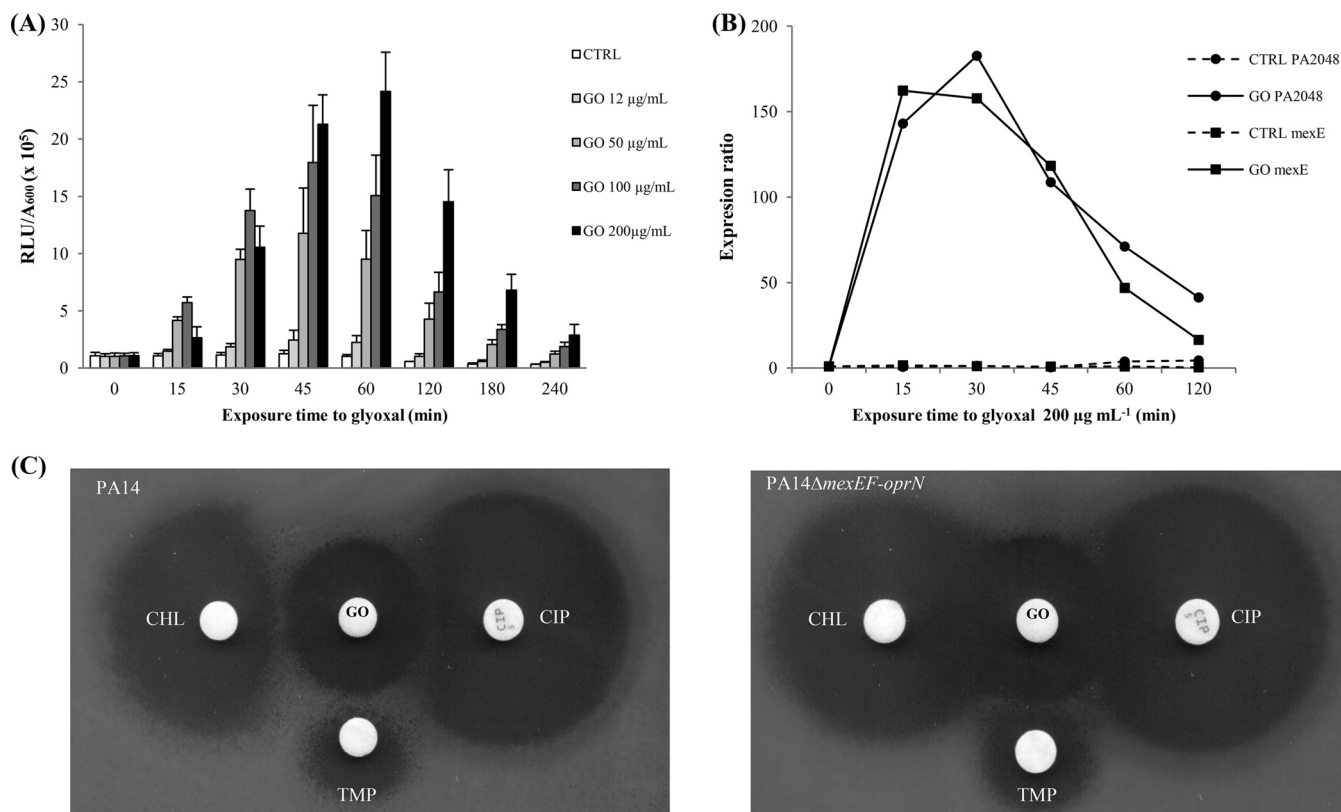 (A)
30
25
20
15
10
5
0
RLU/A600 (x 10⁵)
CTRL
GO 12 µg/mL
GO 50 µg/mL
GO 100 µg/mL
GO 200µg/mL
0 15 30 45 60 120 180 240
Exposure time to glyoxal (min)
(B)
200
150
100
50
0
Expresion ratio
CTRL PA2048
GO PA2048
CTRL mexE
GO mexE
0 15 30 45 60 120
Exposure time to glyoxal 200 µg mL⁻¹ (min)
(C)
PA14
CHL
GO
CIP
5
CIP
TMP
PA14ΔmexEF-oprN
CHL
GO
CIP
5
CIP
TMP